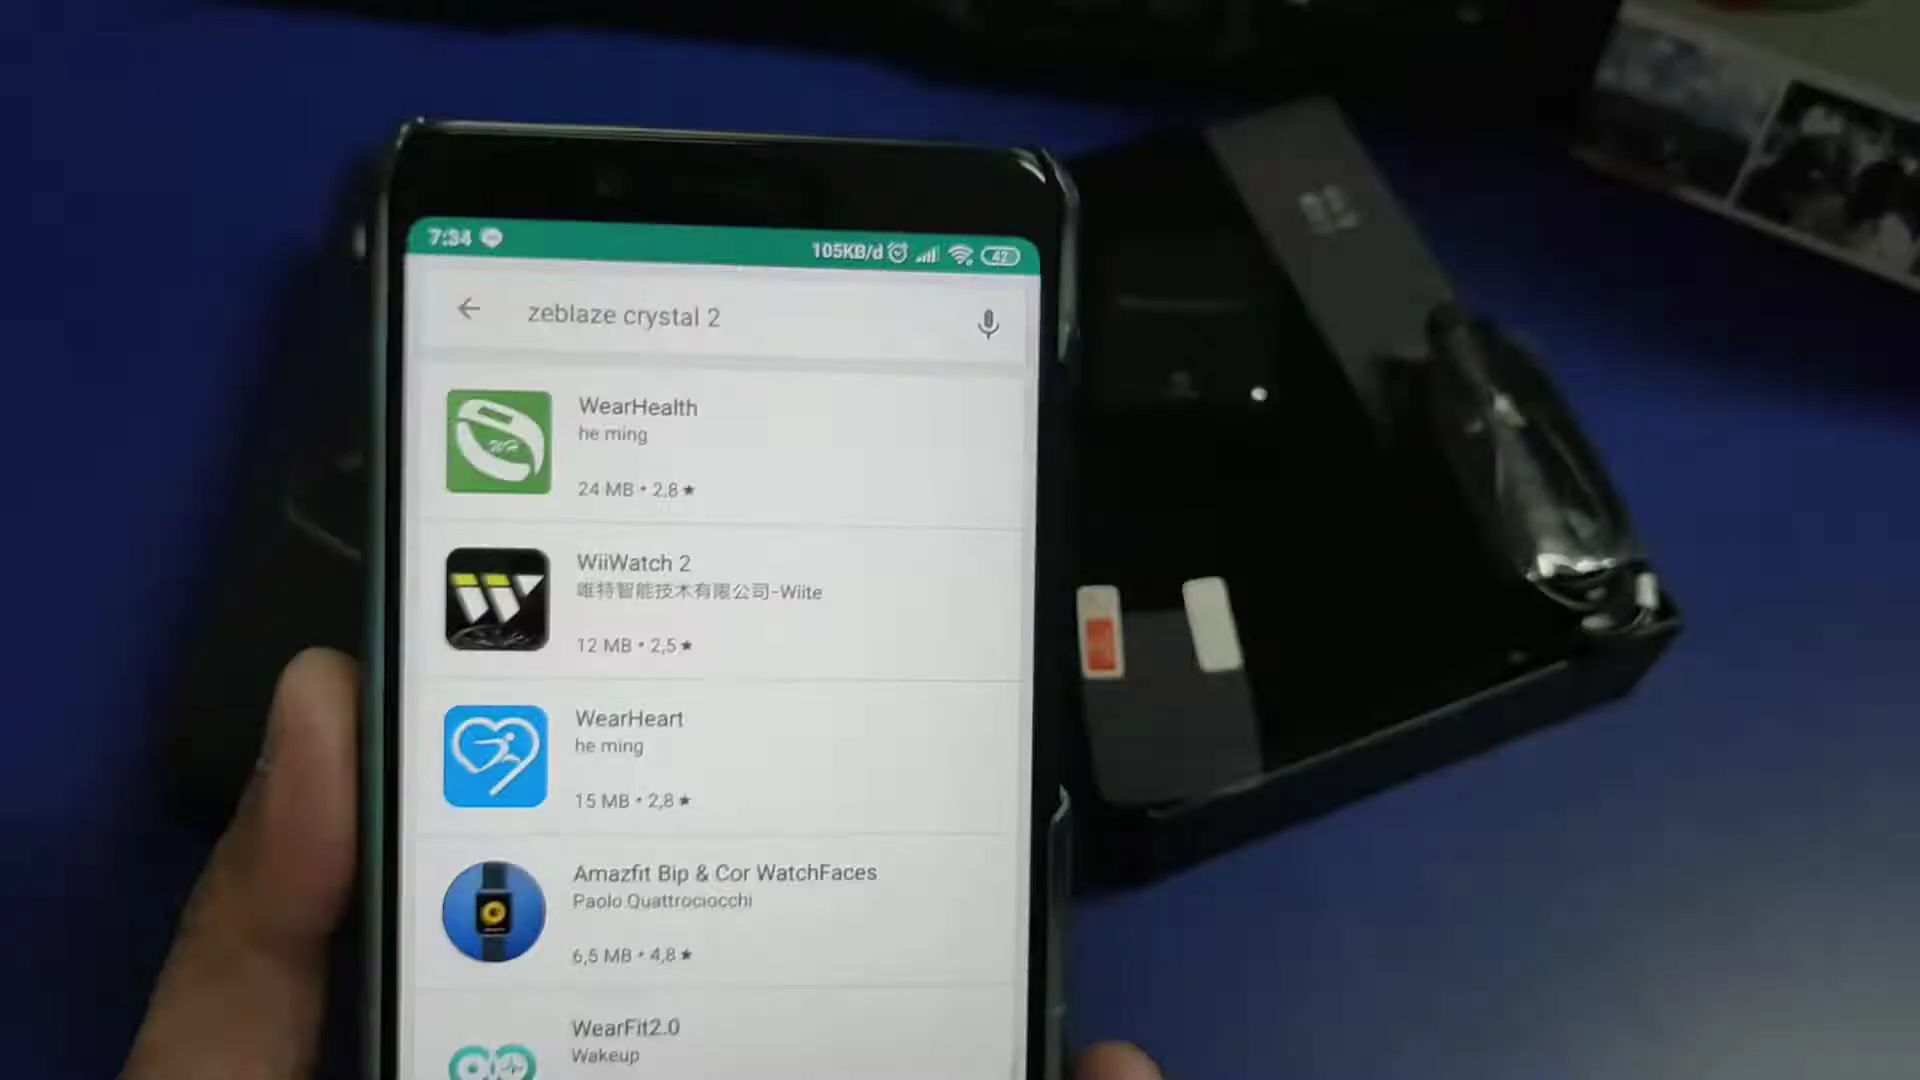 7:34
105KB/d
42
zeblaze crystal 2
WearHealth
he ming
24 MB • 2,8 ★
WiiWatch 2
唯特智能技术有限公司-Wiite
12 MB • 2,5 ★
WearHeart
he ming
15 MB • 2,8 ★
Amazfit Bip & Cor WatchFaces
Paolo Quattrociocchi
6,5 MB • 4,8 ★
WearFit2.0
Wakeup